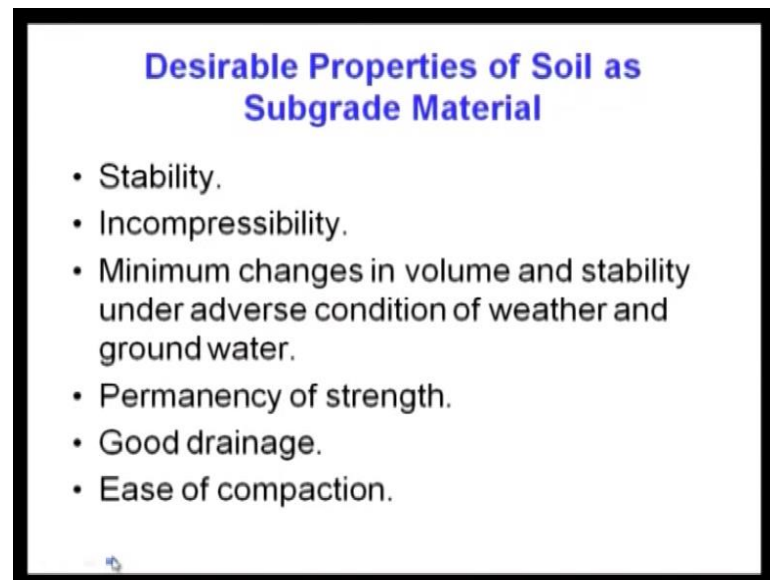 Desirable Properties of Soil as
Subgrade Material
• Stability.
• Incompressibility.
• Minimum changes in volume and stability
under adverse condition of weather and
ground water.
• Permanency of strength.
• Good drainage.
• Ease of compaction.